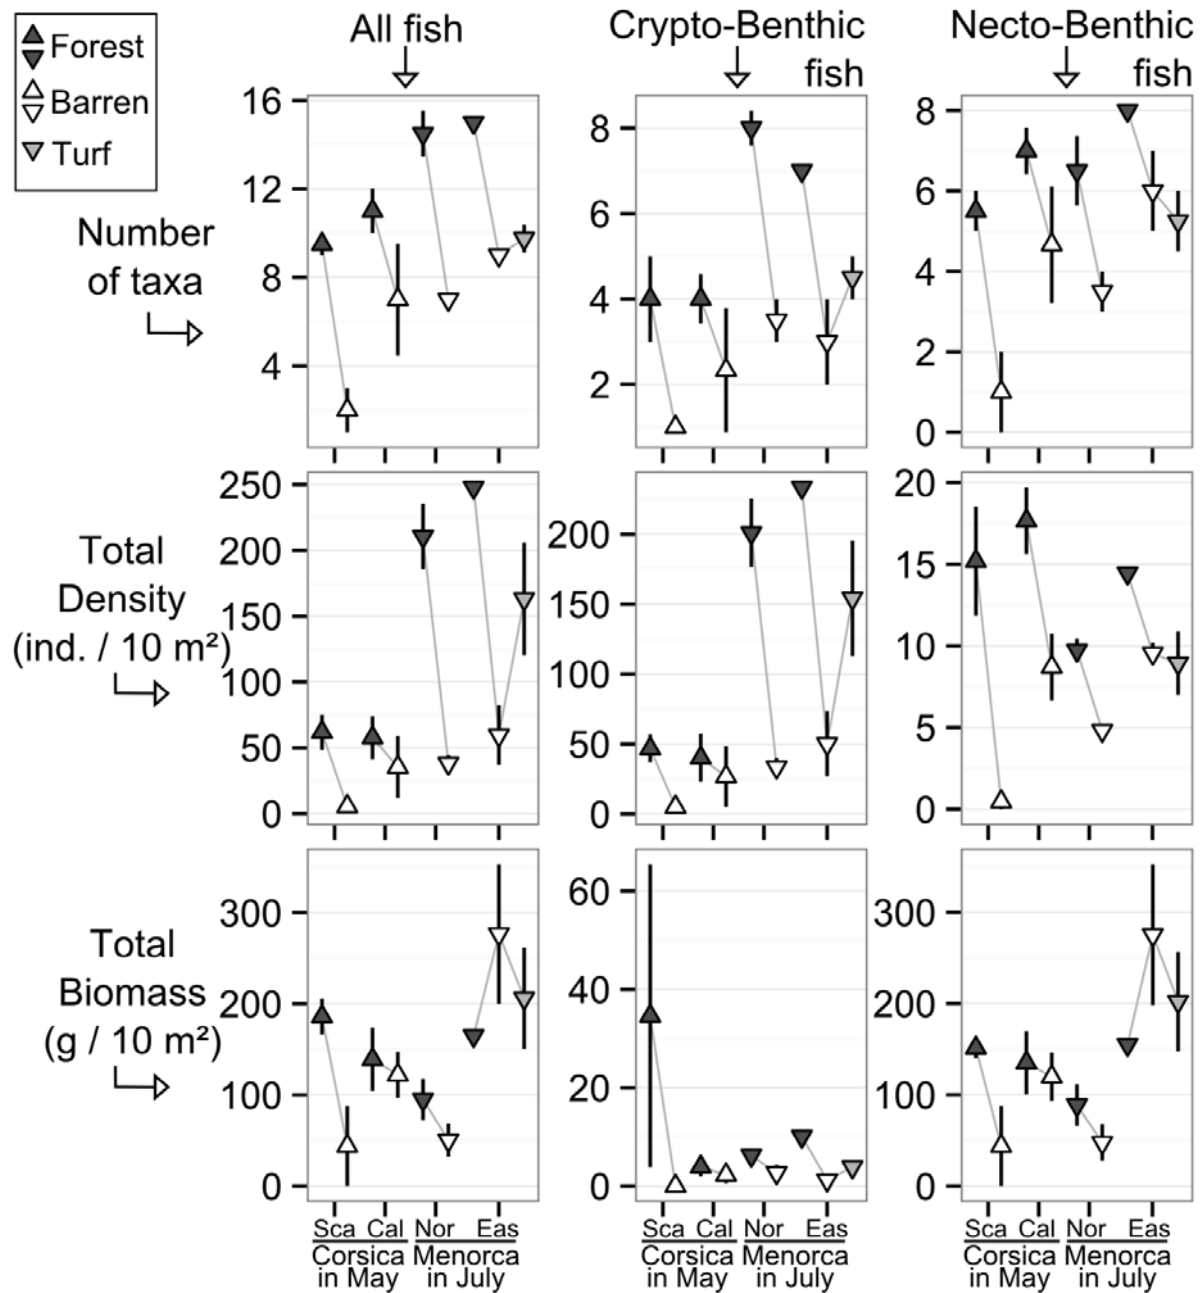 Forest
Barren
Turf
All fish
Crypto-Benthic
fish
Necto-Benthic
fish
Number
of taxa
16
12
8
4
8
6
4
2
8
6
4
2
0
Total
Density
(ind. / 10 m²)
250
200
150
100
50
0
200
150
100
50
0
20
15
10
5
0
Total
Biomass
(g / 10 m²)
300
200
100
0
60
40
20
0
300
200
100
0
Sca Cal Nor Eas
Corsica Menorca
in May in July
Sca Cal Nor Eas
Corsica Menorca
in May in July
Sca Cal Nor Eas
Corsica Menorca
in May in July